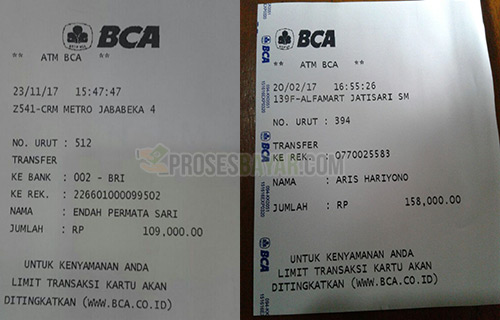 BCA
** ATM BCA **
23/11/17 15:47:47
Z541-CRM METRO JABABEKA 4
NO. URUT : 512
TRANSFER
KE BANK : 002 - BRI
KE REK. : 226601000099502
NAMA : ENDAH PERMATA SARI
JUMLAH : RP 109,000.00
UNTUK KENYAMANAN ANDA
LIMIT TRANSAKSI KARTU AKAN
DITINGKATKAN (WWW.BCA.CO.ID)
BCA
** ATM BCA **
20/02/17 16:55:26
139F-ALFAMART JATISARI SM
NO. URUT : 394
TRANSFER
KE REK. : 0770025583
NAMA : ARIS HARIYONO
JUMLAH : RP 158,000.00
UNTUK KENYAMANAN ANDA
LIMIT TRANSAKSI KARTU AKAN
DITINGKATKAN (WWW.BCA.CO.ID)
PROSESBAYAR.COM